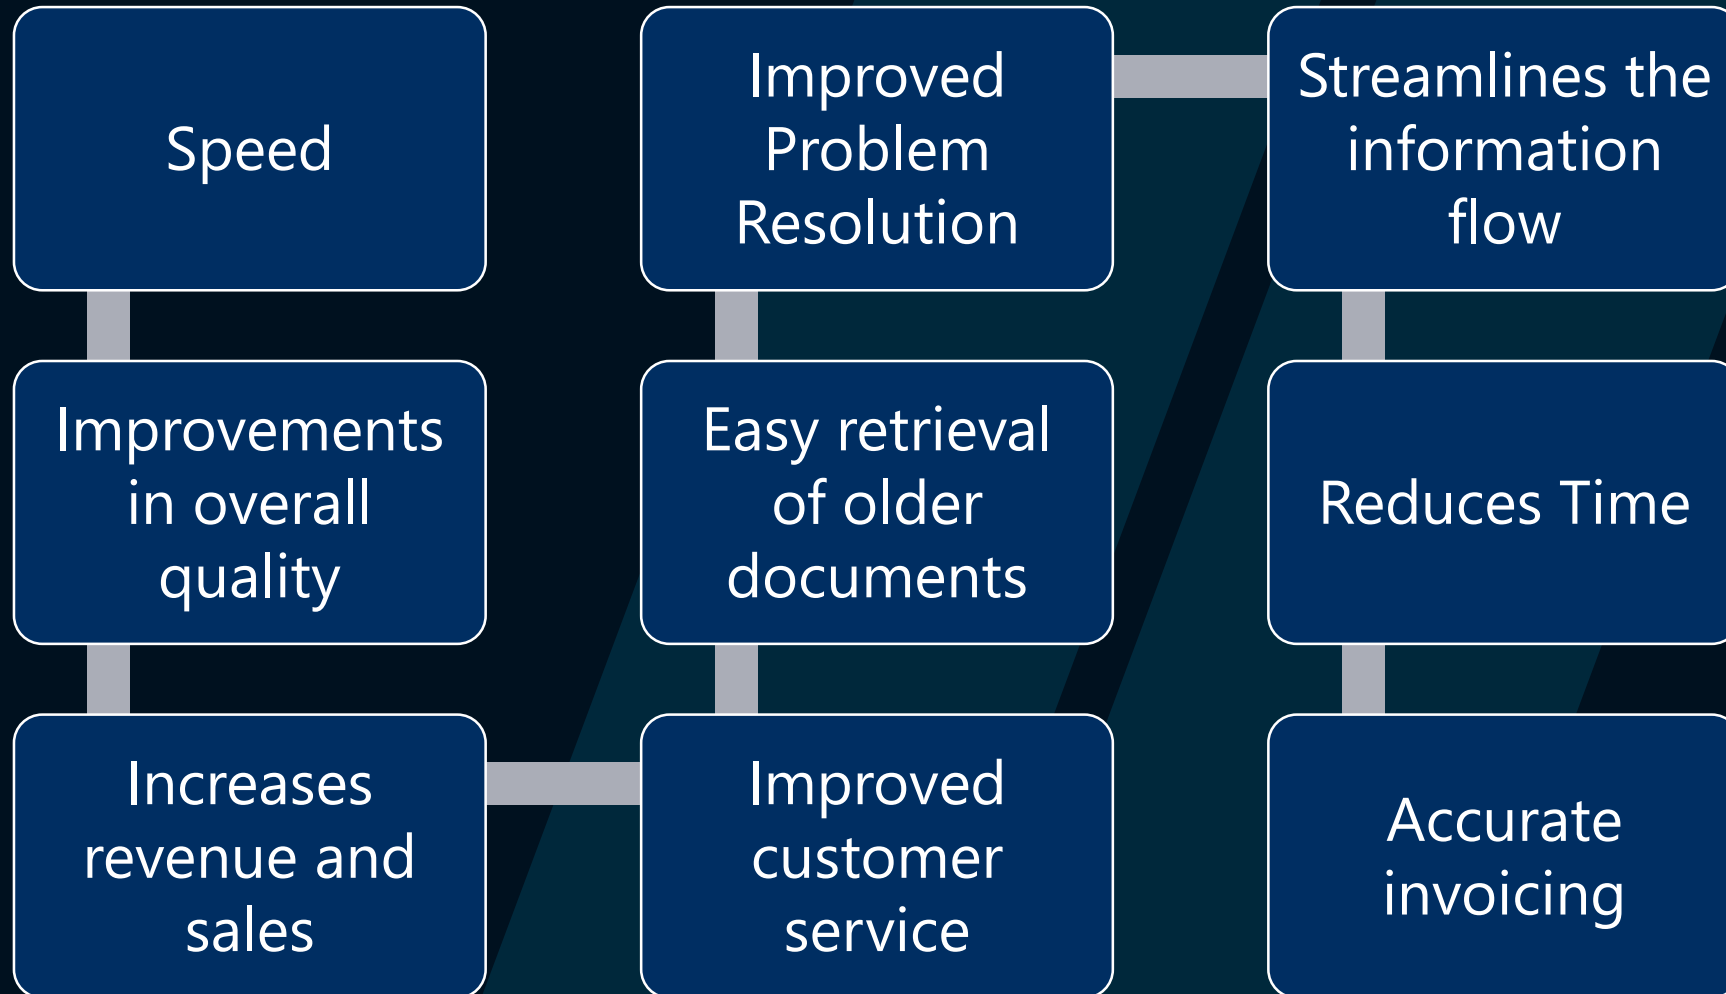 Speed
Improvements
in overall
quality
Increases
revenue and
sales
Improved
customer
service
Easy retrieval
of older
documents
Improved
Problem
Resolution
Streamlines the
information
flow
Reduces Time
Accurate
invoicing